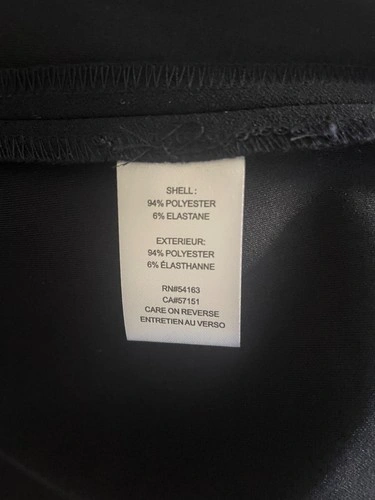 SHELL:
94% POLYESTER
6% ELASTANE
EXTERIEUR:
94% POLYESTER
6% ÉLASTHANNE
RN#54163
CA#57151
CARE ON REVERSE
ENTRETIEN AU VERSO